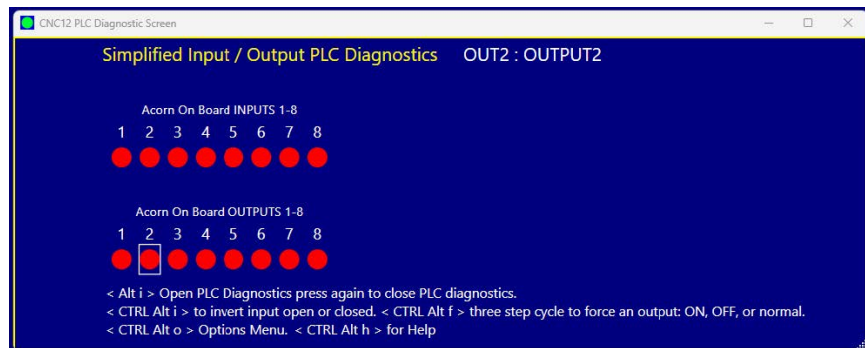 CNC12 PLC Diagnostic Screen
Simplified Input / Output PLC Diagnostics OUT2 : OUTPUT2
Acorn On Board INPUTS 1-8
1 2 3 4 5 6 7 8
Acorn On Board OUTPUTS 1-8
1 2 3 4 5 6 7 8
< Alt i > Open PLC Diagnostics press again to close PLC diagnostics.
< CTRL Alt i > to invert input open or closed. < CTRL Alt f > three step cycle to force an output: ON, OFF, or normal.
< CTRL Alt o > Options Menu. < CTRL Alt h > for Help